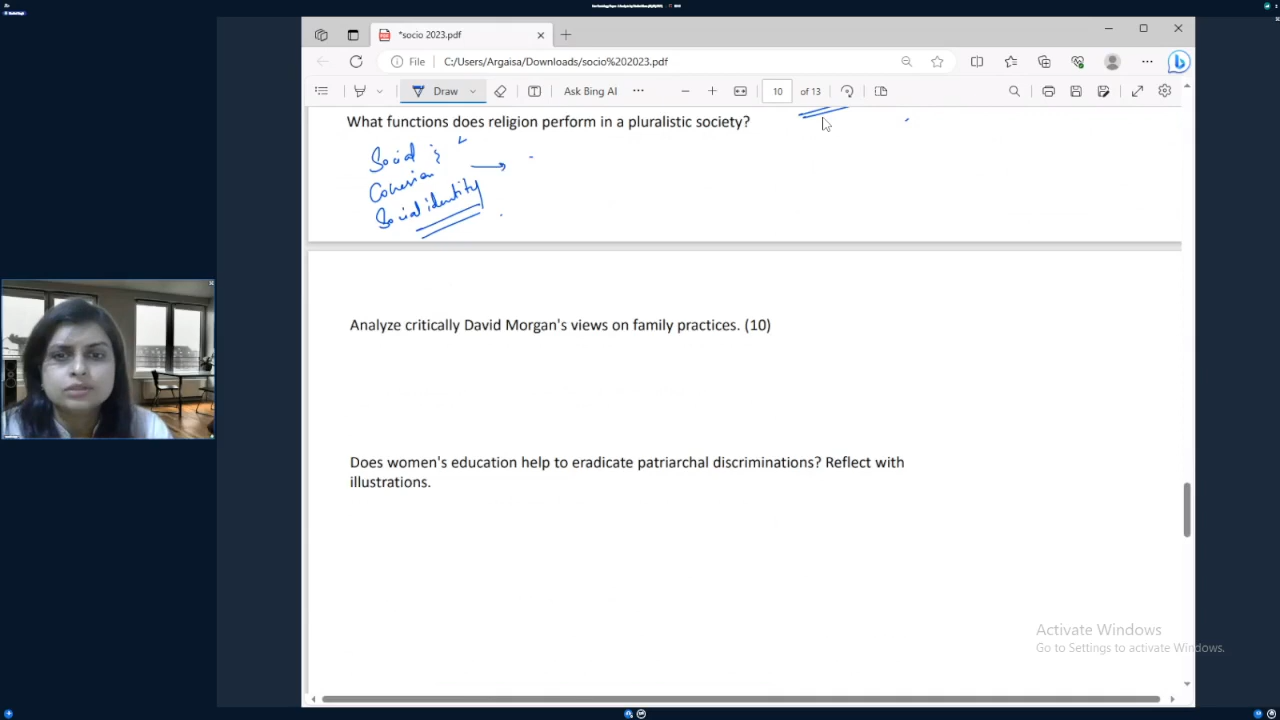 *socio 2023.pdf
File
C:/Users/Argaisa/Downloads/socio%202023.pdf
Draw
Ask Bing AI
10
of 13
What functions does religion perform in a pluralistic society?
Social
Cohesion
Social identity
Analyze critically David Morgan's views on family practices. (10)
Does women's education help to eradicate patriarchal discriminations? Reflect with
illustrations.
Activate Windows
Go to Settings to activate Windows.